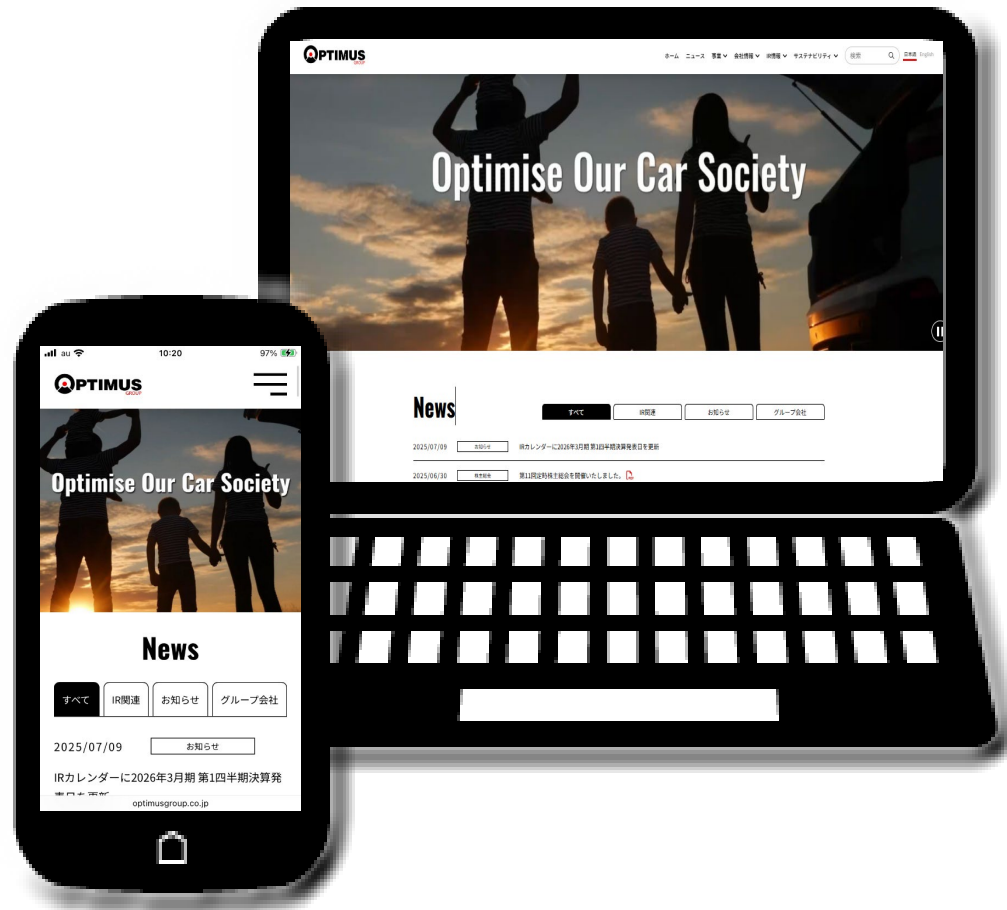 OPTIMUS
GROUP
ホーム ニュース 事業 会社情報 IR情報 サステナビリティ 検索 日本語 English
Optimise Our Car Society
News
すべて IR関連 お知らせ グループ会社
2025/07/09 お知らせ IRカレンダーに2026年3月期 第1四半期決算発表日を更新
2025/06/30 株主総会 第11回定時株主総会を開催いたしました。
au 10:20 97%
OPTIMUS
GROUP
Optimise Our Car Society
News
すべて IR関連 お知らせ グループ会社
2025/07/09 お知らせ
IRカレンダーに2026年3月期 第1四半期決算発
表日を更新
optimusgroup.co.jp